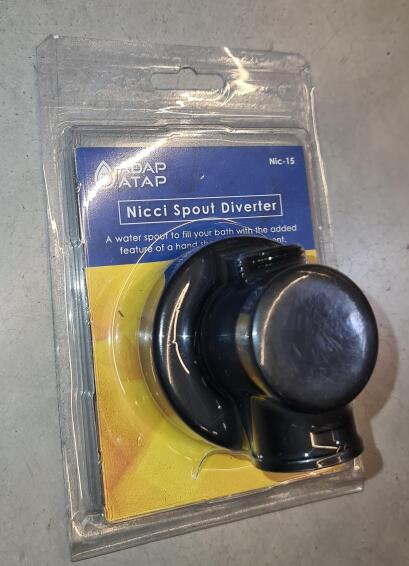 ADAP
ATAP
Nic-15
Nicci Spout Diverter
A water spout to fill your bath with the added
feature of a hand